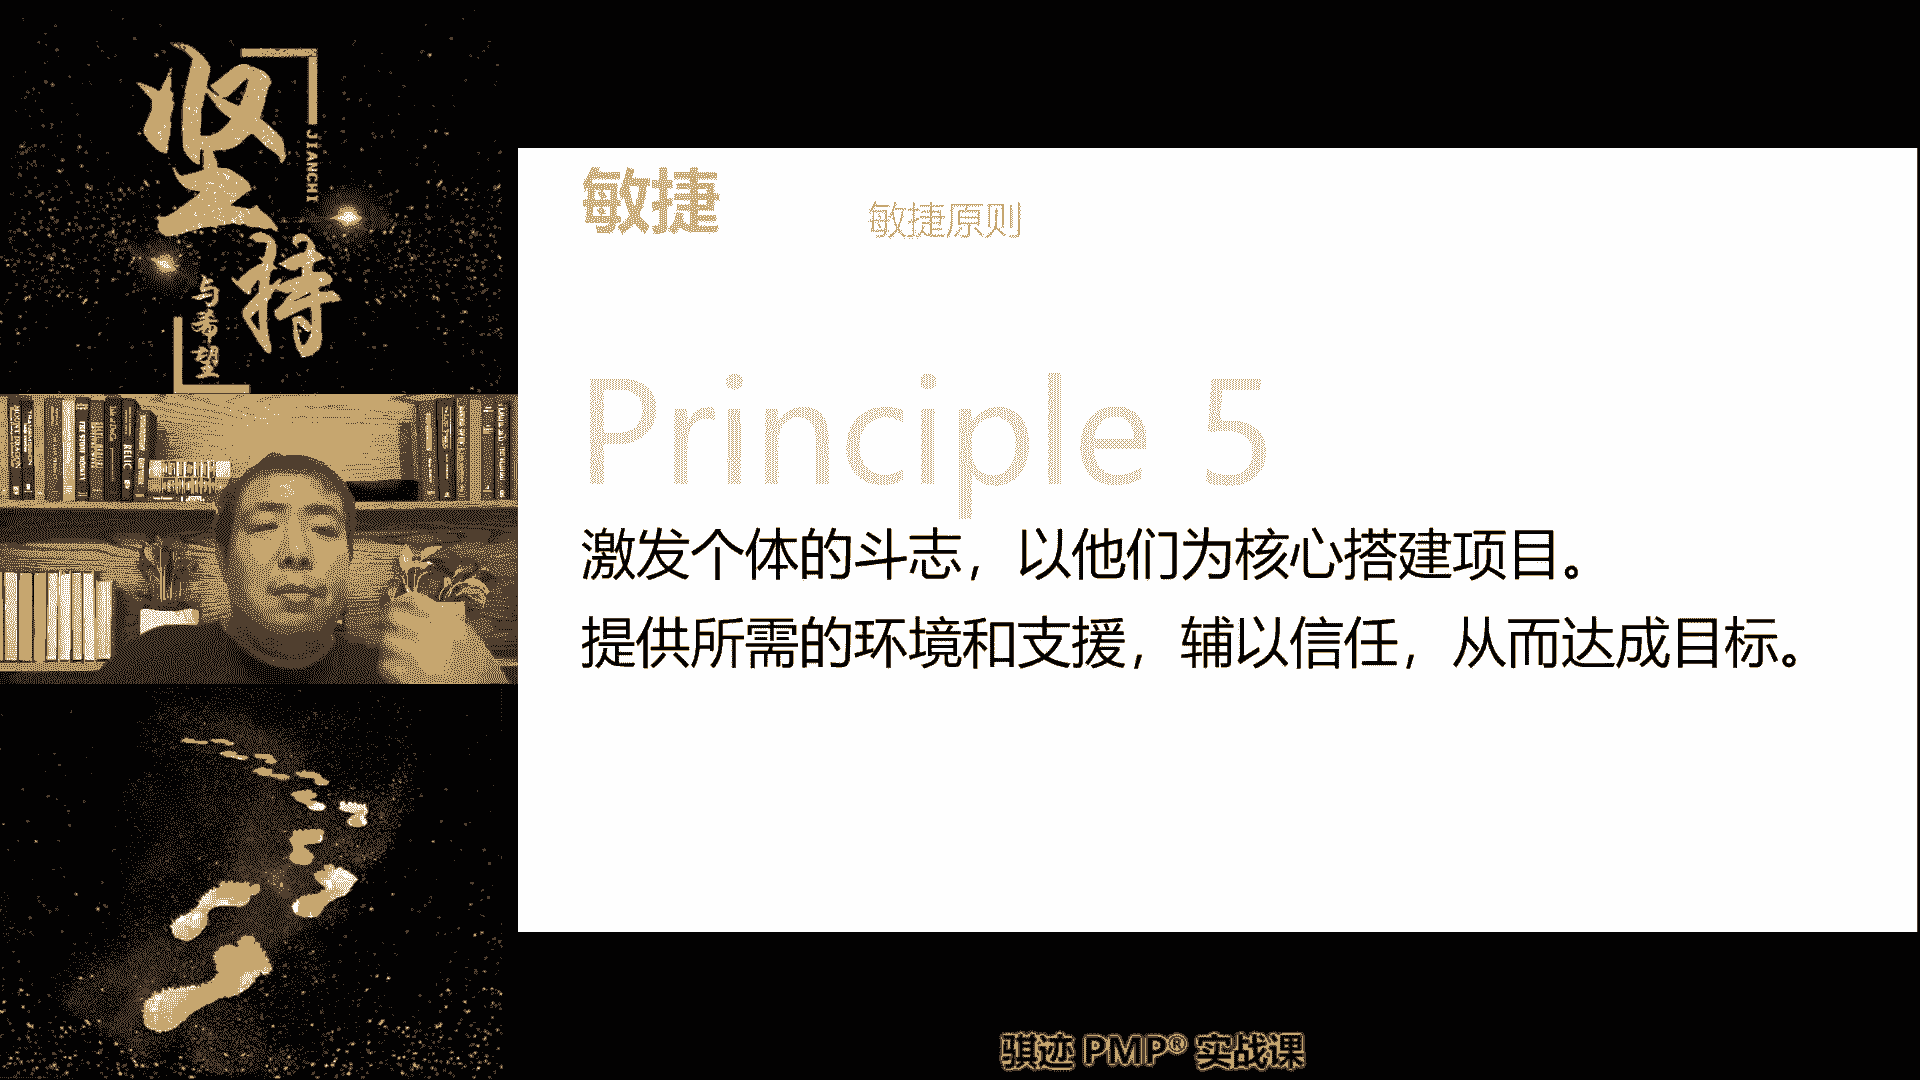 坚持
JIANCHI
与希望
RELIC
敏捷
敏捷原则
Principle 5
激发个体的斗志，以他们为核心搭建项目。
提供所需的环境和支援，辅以信任，从而达成目标。
骐迹 PMP® 实战课